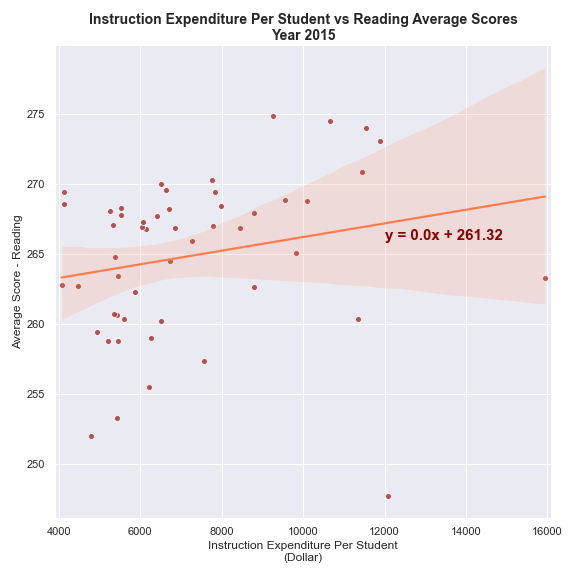 Instruction Expenditure Per Student vs Reading Average Scores
Year 2015
Average Score - Reading
275
270
265
260
255
250
y = 0.0x + 261.32
4000 6000 8000 10000 12000 14000 16000
Instruction Expenditure Per Student
(Dollar)